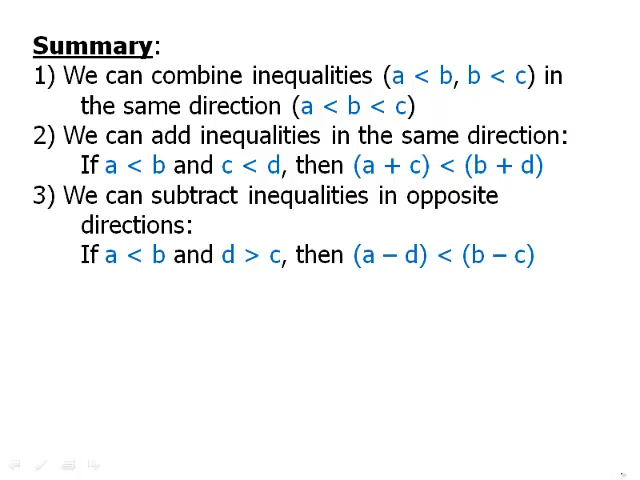 Summary:
1) We can combine inequalities (a < b, b < c) in
the same direction (a < b < c)
2) We can add inequalities in the same direction:
If a < b and c < d, then (a + c) < (b + d)
3) We can subtract inequalities in opposite
directions:
If a < b and d > c, then (a – d) < (b – c)